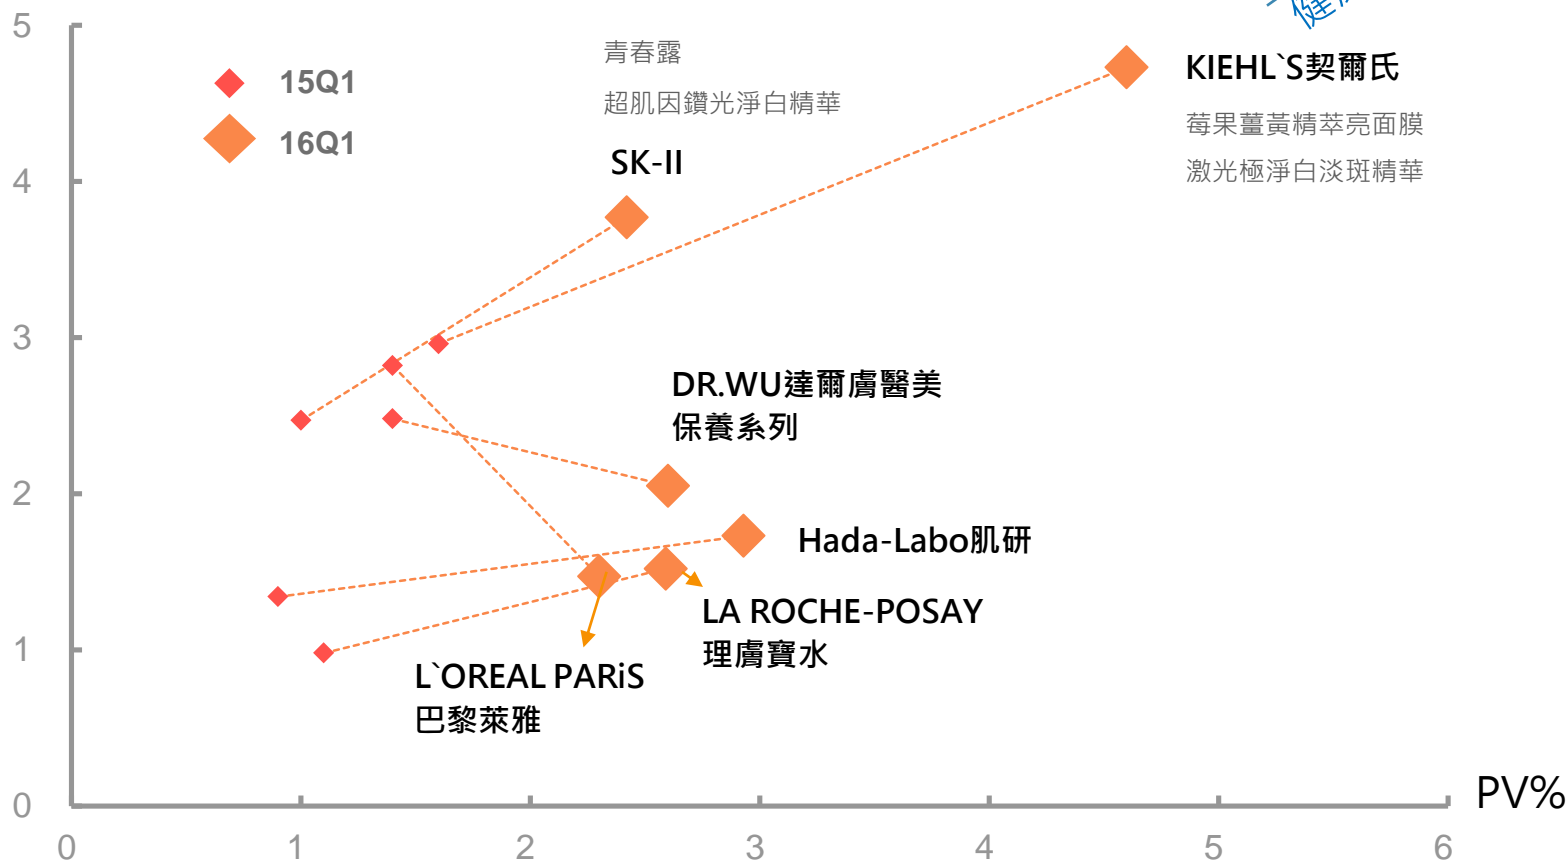 5
4
3
2
1
0
15Q1
16Q1
青春露
超肌因鑽光淨白精華
SK-II
KIEHL`S契爾氏
莓果薑黃精萃亮面膜
激光極淨白淡斑精華
DR.WU達爾膚醫美
保養系列
Hada-Labo肌研
LA ROCHE-POSAY
理膚寶水
L`OREAL PARiS
巴黎萊雅
PV%
0 1 2 3 4 5 6